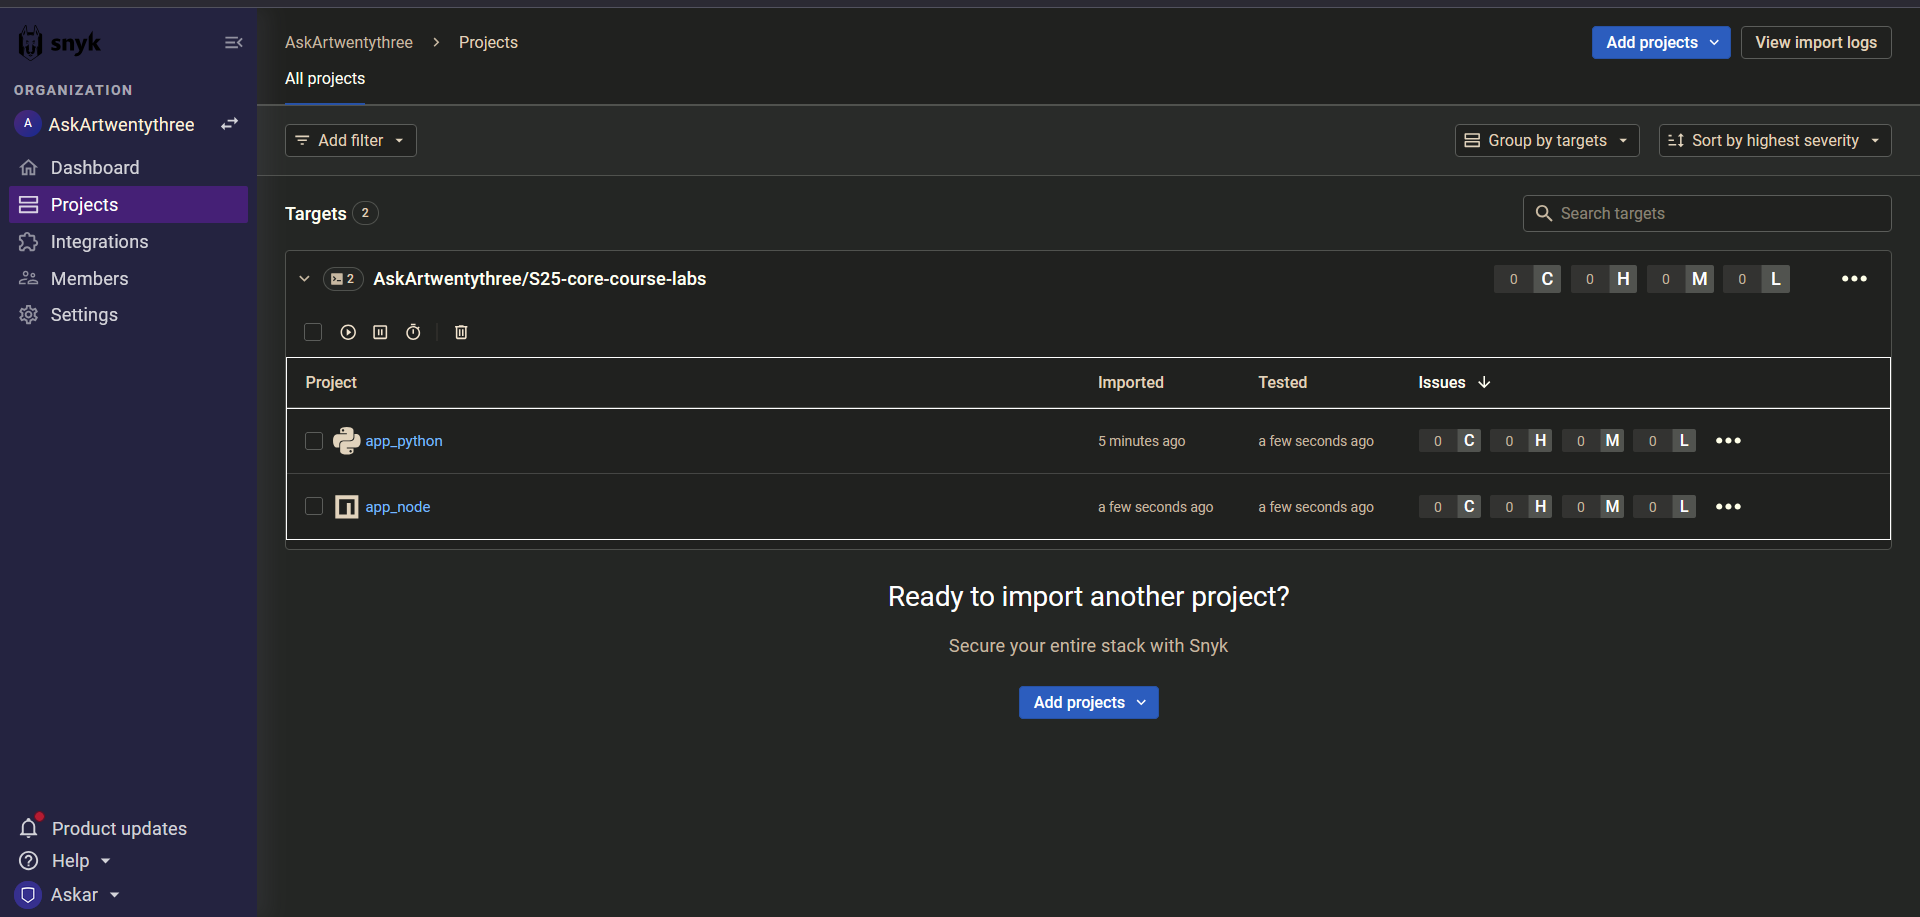 snyk
ORGANIZATION
A AskArtwentythree
Dashboard
Projects
Integrations
Members
Settings
Product updates
Help
Askar
AskArtwentythree > Projects
Add projects
View import logs
All projects
Add filter
Group by targets
Sort by highest severity
Targets 2
Search targets
2 AskArtwentythree/S25-core-course-labs 0 C 0 H 0 M 0 L
Project Imported Tested Issues
app_python 5 minutes ago a few seconds ago 0 C 0 H 0 M 0 L
app_node a few seconds ago a few seconds ago 0 C 0 H 0 M 0 L
Ready to import another project?
Secure your entire stack with Snyk
Add projects